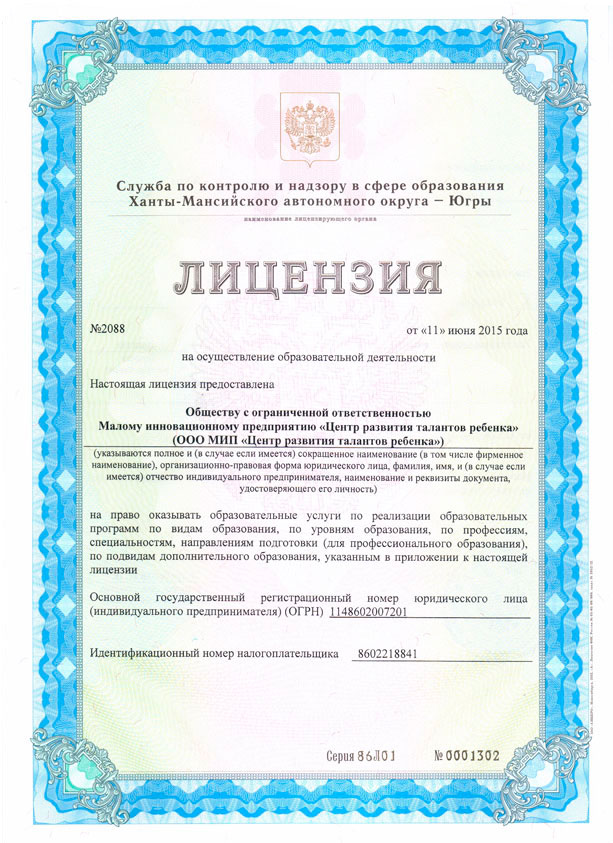 Служба по контролю и надзору в сфере образования
Ханты-Мансийского автономного округа – Югры
наименование лицензирующего органа
ЛИЦЕНЗИЯ
№2088 от «11» июня 2015 года
на осуществление образовательной деятельности
Настоящая лицензия предоставлена
Обществу с ограниченной ответственностью
Малому инновационному предприятию «Центр развития талантов ребенка»
(ООО МИП «Центр развития талантов ребенка»)
(указываются полное и (в случае если имеется) сокращенное наименование (в том числе фирменное
наименование), организационно-правовая форма юридического лица, фамилия, имя, и (в случае если
имеется) отчество индивидуального предпринимателя, наименование и реквизиты документа,
удостоверяющего его личность)
на право оказывать образовательные услуги по реализации образовательных
программ по видам образования, по уровням образования, по профессиям,
специальностям, направлениям подготовки (для профессионального образования),
по подвидам дополнительного образования, указанным в приложении к настоящей
лицензии
Основной государственный регистрационный номер юридического лица
(индивидуального предпринимателя) (ОГРН) 1148602007201
Идентификационный номер налогоплательщика 8602218841
Серия 86Л01 №0001302